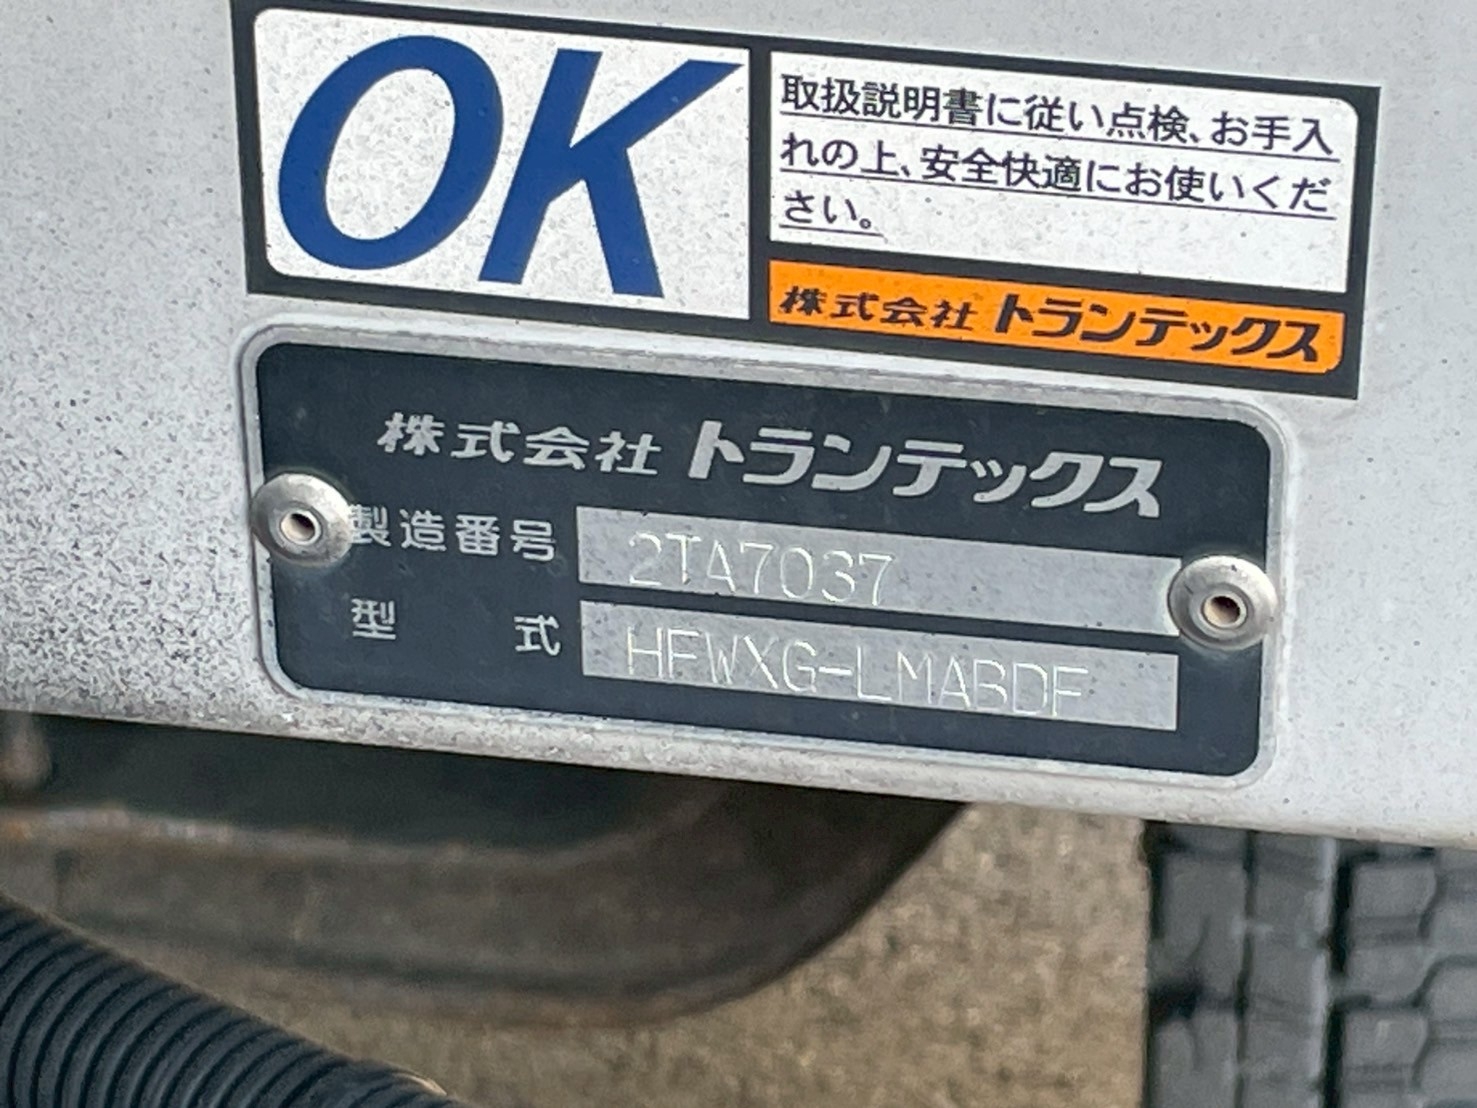 OK
取扱説明書に従い点検、お手入
れの上、安全快適にお使いくだ
さい。
株式会社 トランテックス
株式会社 トランテックス
製造番号 2TA7037
型 式 HFWXG-LMABDF